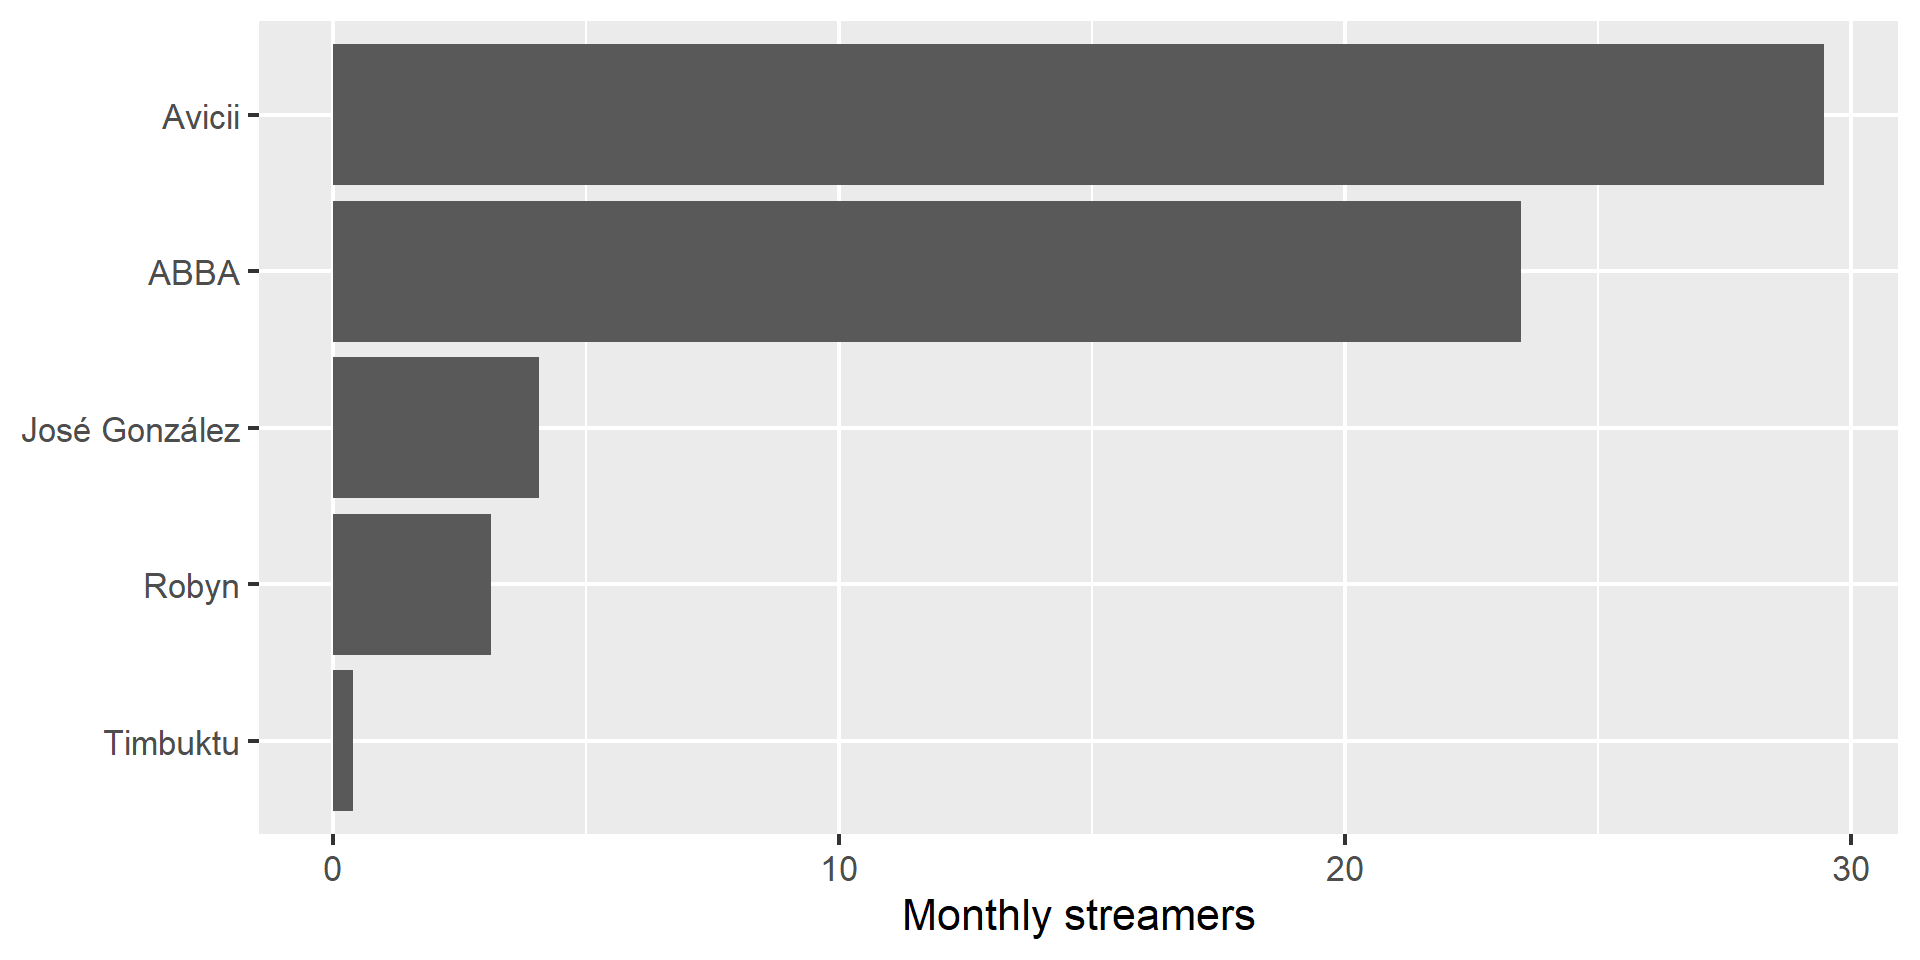 Avicii
ABBA
José González
Robyn
Timbuktu
0 10 20 30
Monthly streamers